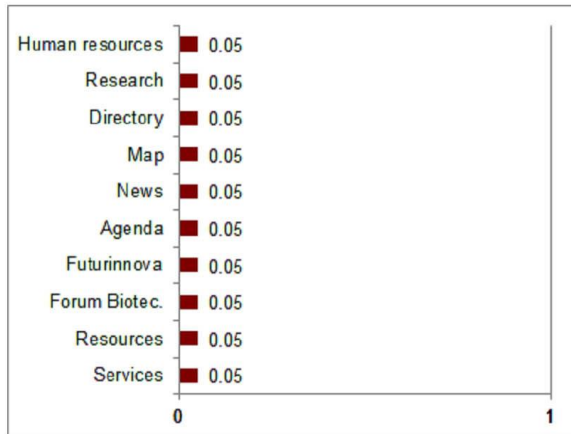 Human resources 0.05
Research 0.05
Directory 0.05
Map 0.05
News 0.05
Agenda 0.05
Futurinnova 0.05
Forum Biotec. 0.05
Resources 0.05
Services 0.05
0 1